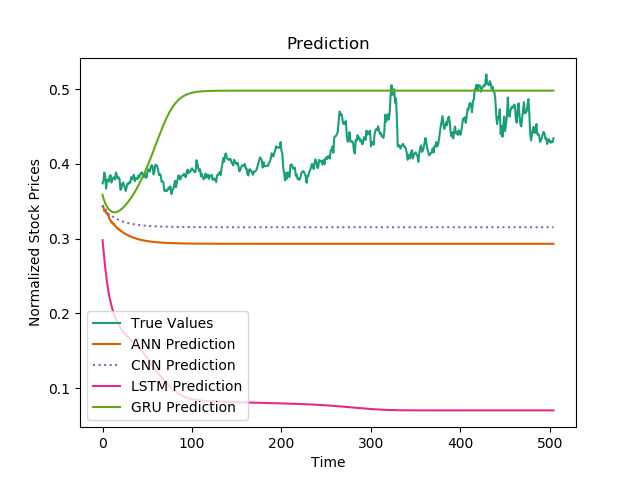 Prediction
Normalized Stock Prices
0.5
0.4
0.3
0.2
0.1
True Values
ANN Prediction
CNN Prediction
LSTM Prediction
GRU Prediction
0 100 200 300 400 500
Time